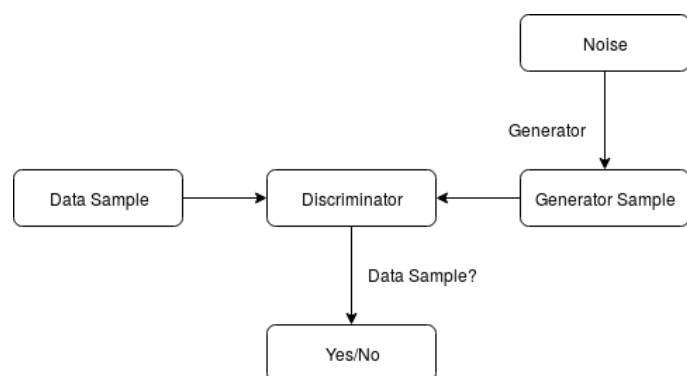 Noise
Generator
Data Sample
Discriminator
Generator Sample
Data Sample?
Yes/No